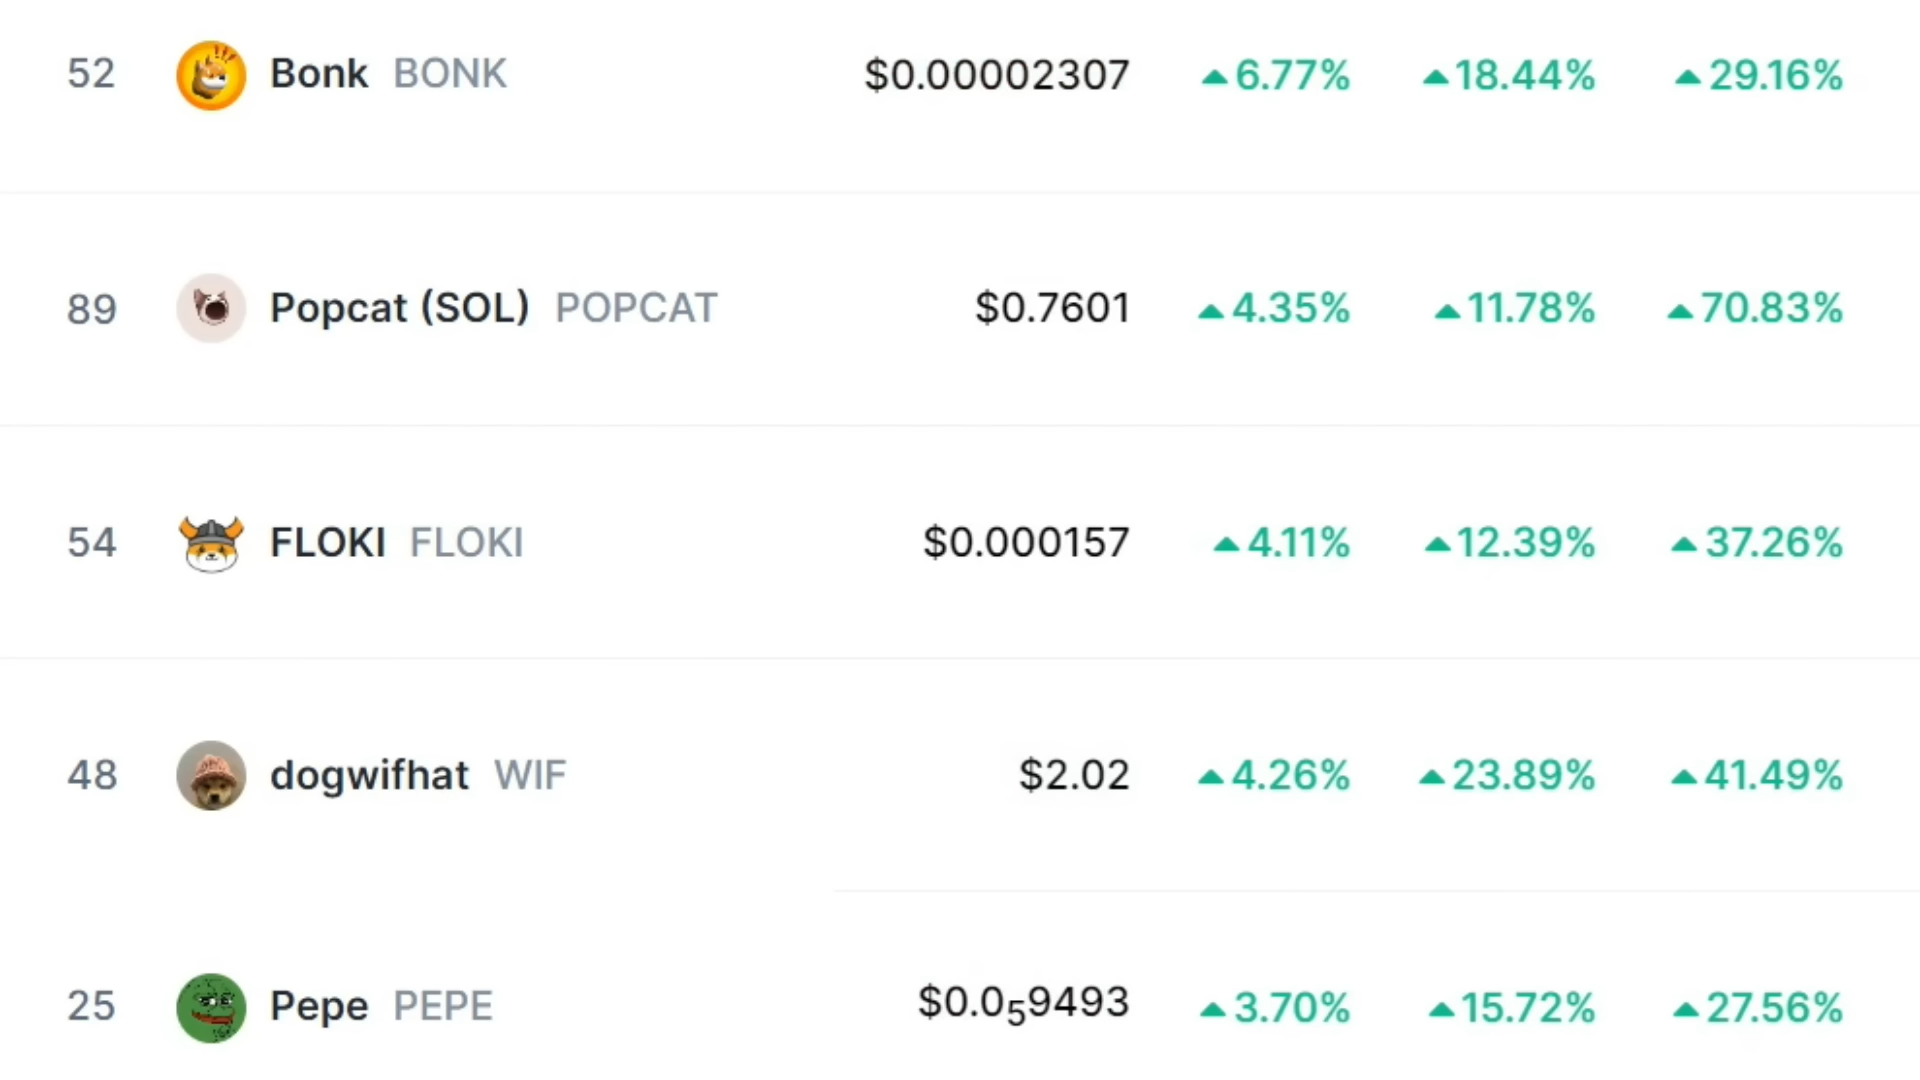 52 Bonk BONK $0.00002307 ▲6.77% ▲18.44% ▲29.16%
89 Popcat (SOL) POPCAT $0.7601 ▲4.35% ▲11.78% ▲70.83%
54 FLOKI FLOKI $0.000157 ▲4.11% ▲12.39% ▲37.26%
48 dogwifhat WIF $2.02 ▲4.26% ▲23.89% ▲41.49%
25 Pepe PEPE $0.0₅9493 ▲3.70% ▲15.72% ▲27.56%